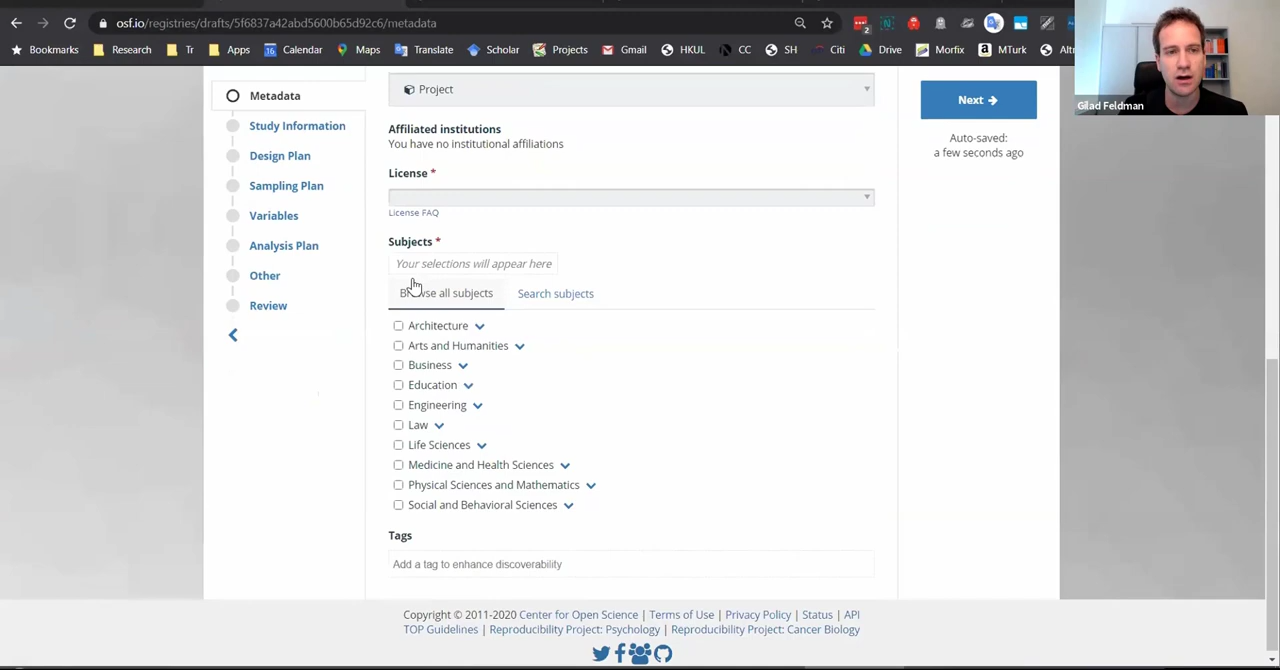 osf.io/registries/drafts/5f6837a42abd5600b65d92c6/metadata
2
Bookmarks Research Tr Apps 16 Calendar Maps Translate Scholar Projects Gmail HKUL CC SH Citi Drive Morfix a MTurk Alt
Gilad Feldman
Metadata
Study Information
Design Plan
Sampling Plan
Variables
Analysis Plan
Other
Review
Project
Affiliated institutions
You have no institutional affiliations
License *
License FAQ
Subjects *
Your selections will appear here
Browse all subjects Search subjects
Architecture
Arts and Humanities
Business
Education
Engineering
Law
Life Sciences
Medicine and Health Sciences
Physical Sciences and Mathematics
Social and Behavioral Sciences
Tags
Add a tag to enhance discoverability
Next
Auto-saved:
a few seconds ago
Copyright © 2011-2020 Center for Open Science | Terms of Use | Privacy Policy | Status | API
TOP Guidelines | Reproducibility Project: Psychology | Reproducibility Project: Cancer Biology